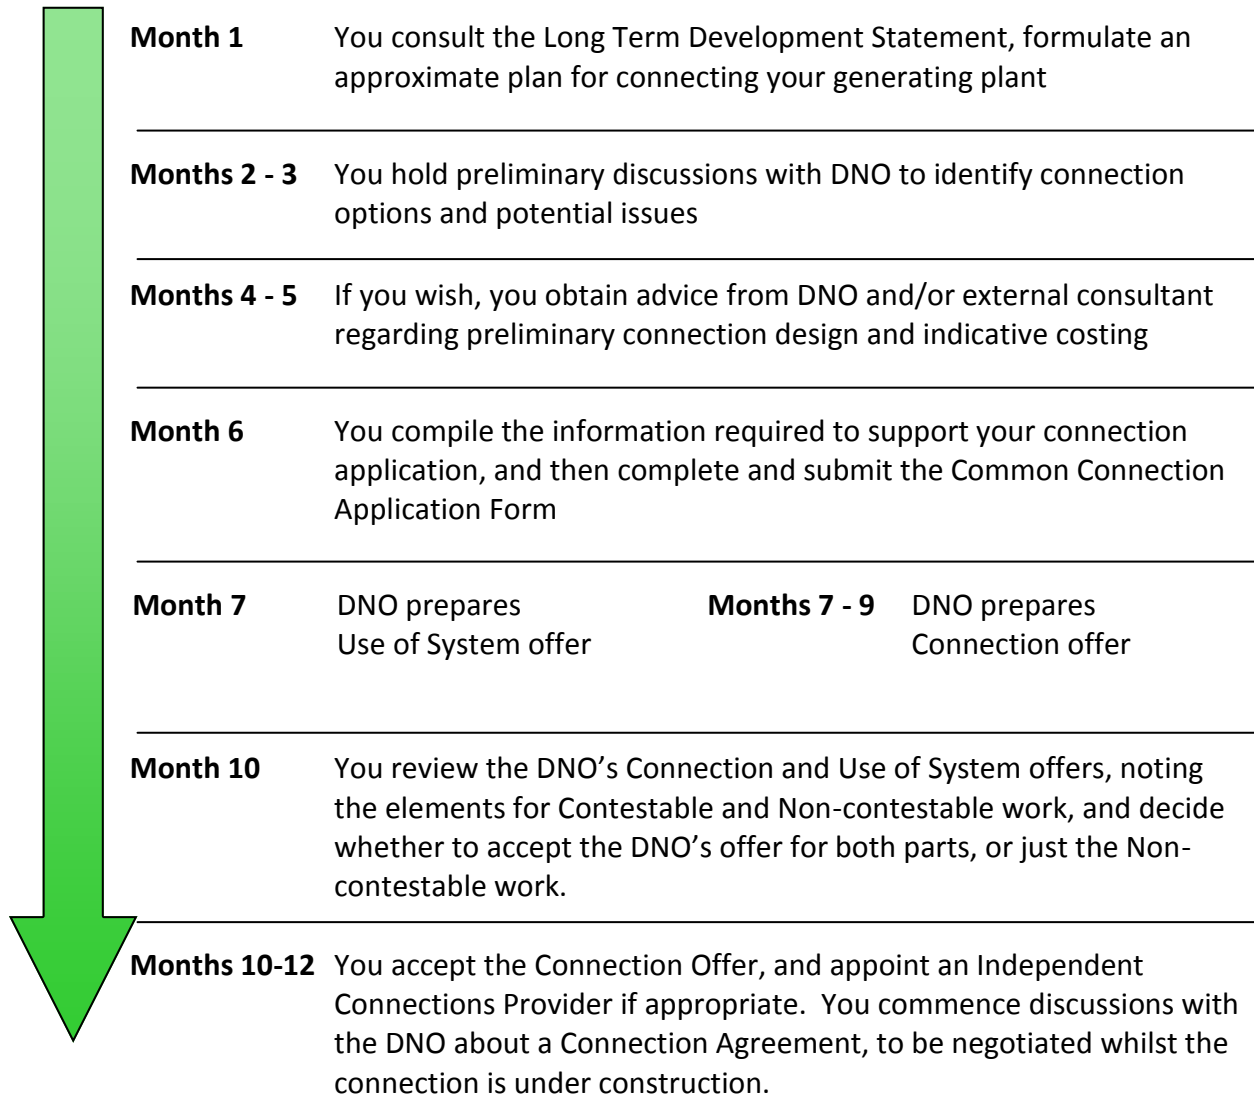 Month 1 You consult the Long Term Development Statement, formulate an
approximate plan for connecting your generating plant
Months 2 - 3 You hold preliminary discussions with DNO to identify connection
options and potential issues
Months 4 - 5 If you wish, you obtain advice from DNO and/or external consultant
regarding preliminary connection design and indicative costing
Month 6 You compile the information required to support your connection
application, and then complete and submit the Common Connection
Application Form
Month 7 DNO prepares
Use of System offer
Months 7 - 9 DNO prepares
Connection offer
Month 10 You review the DNO’s Connection and Use of System offers, noting
the elements for Contestable and Non-contestable work, and decide
whether to accept the DNO’s offer for both parts, or just the Non-
contestable work.
Months 10-12 You accept the Connection Offer, and appoint an Independent
Connections Provider if appropriate.  You commence discussions with
the DNO about a Connection Agreement, to be negotiated whilst the
connection is under construction.